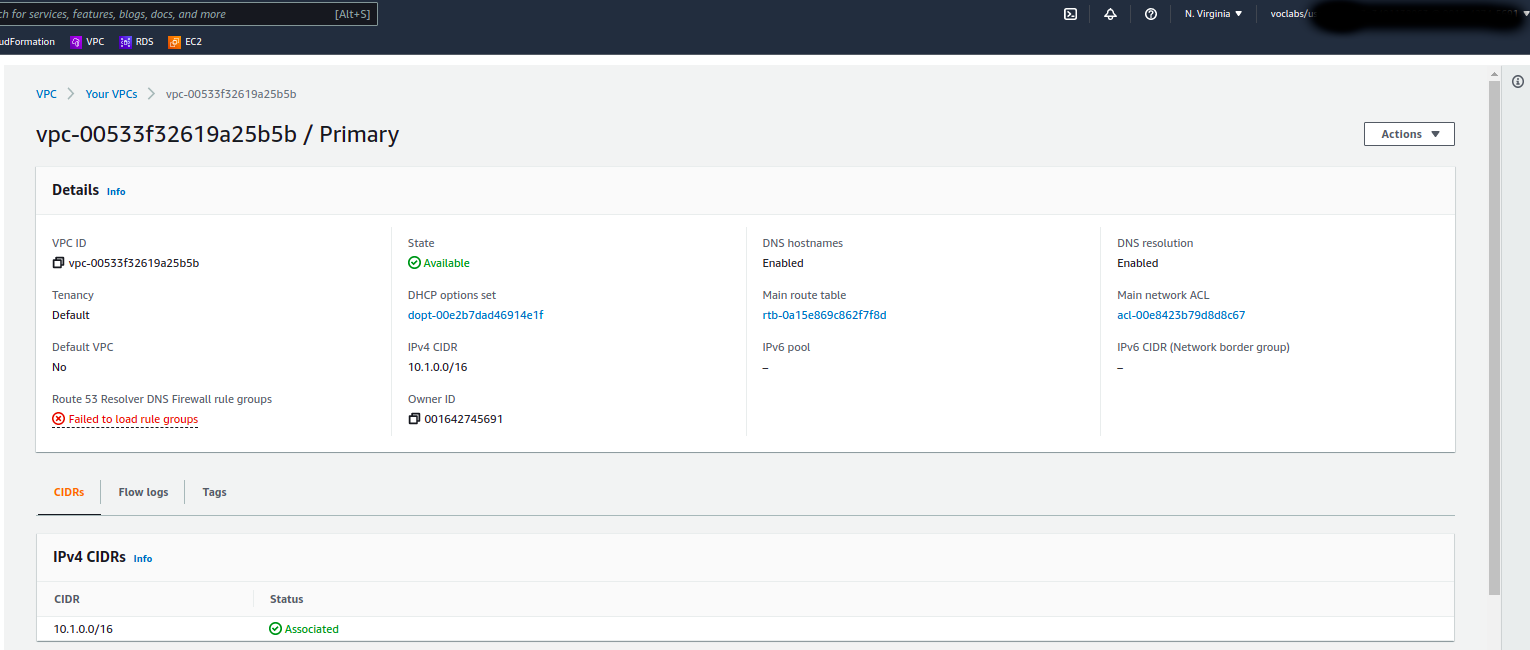 ch for services, features, blogs, docs, and more [Alt+S] N. Virginia voclabs/u
udFormation VPC RDS EC2
VPC Your VPCs vpc-00533f32619a25b5b
vpc-00533f32619a25b5b / Primary Actions
Details Info
VPC ID State DNS hostnames DNS resolution
vpc-00533f32619a25b5b Available Enabled Enabled
Tenancy DHCP options set Main route table Main network ACL
Default dopt-00e2b7dad46914e1f rtb-0a15e869c862f7f8d acl-00e8423b79d8d8c67
Default VPC IPv4 CIDR IPv6 pool IPv6 CIDR (Network border group)
No 10.1.0.0/16 – –
Route 53 Resolver DNS Firewall rule groups Owner ID
Failed to load rule groups 001642745691
CIDRs Flow logs Tags
IPv4 CIDRs Info
CIDR Status
10.1.0.0/16 Associated